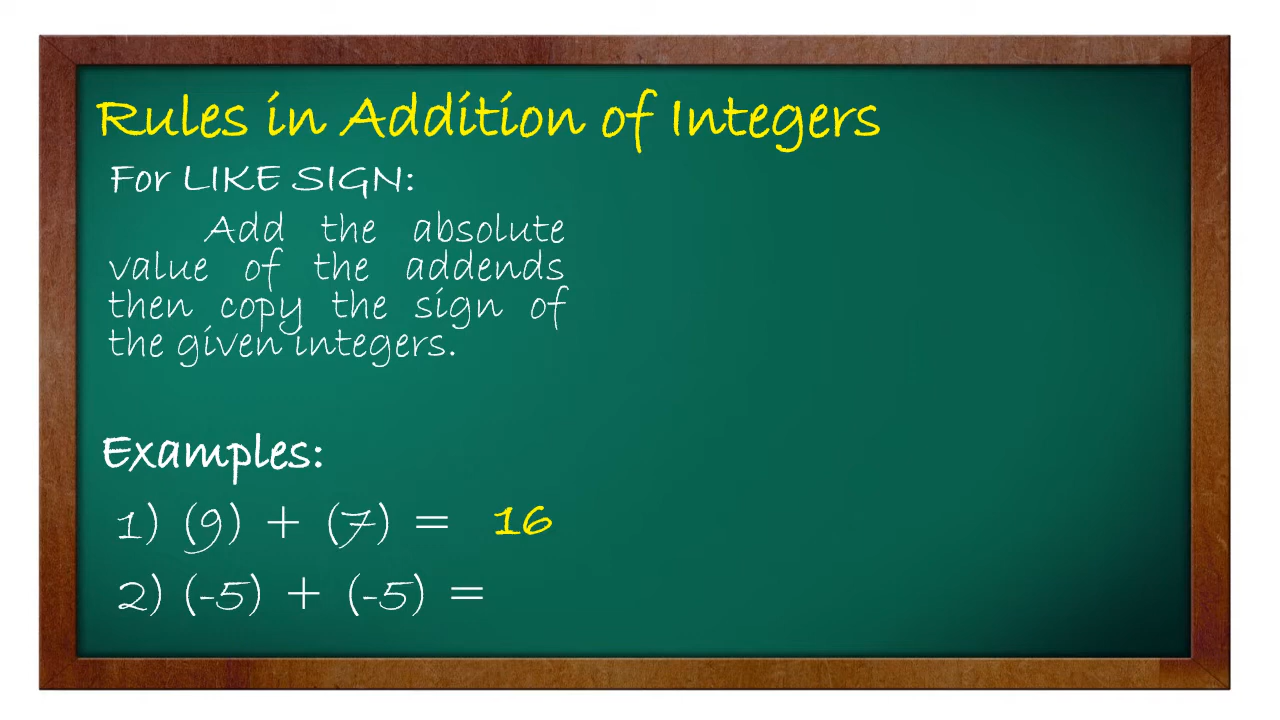 Rules in Addition of Integers
For LIKE SIGN:
Add the absolute
value of the addends
then copy the sign of
the given integers.
Examples:
1) (9) + (7) = 16
2) (-5) + (-5) =